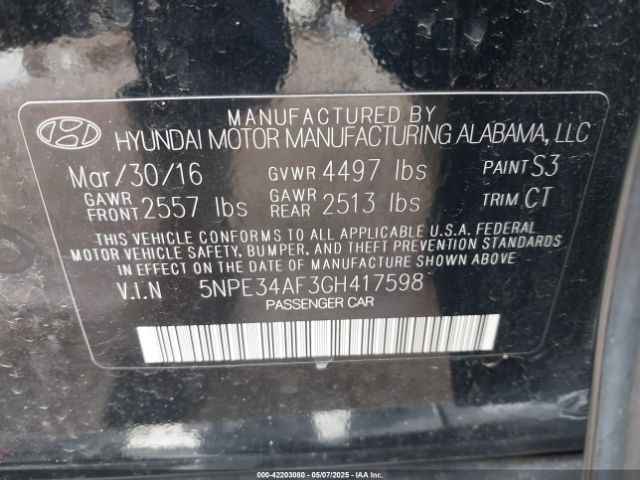 MANUFACTURED BY
HYUNDAI MOTOR MANUFACTURING ALABAMA, LLC
Mar/30/16 GVWR 4497 lbs PAINT S3
GAWR FRONT 2557 lbs GAWR REAR 2513 lbs TRIM CT
THIS VEHICLE CONFORMS TO ALL APPLICABLE U.S.A. FEDERAL
MOTOR VEHICLE SAFETY, BUMPER, AND THEFT PREVENTION STANDARDS
IN EFFECT ON THE DATE OF MANUFACTURE SHOWN ABOVE.
V.I.N 5NPE34AF3GH417598
PASSENGER CAR
000-42203080 - 05/07/2025 - IAAI.COM